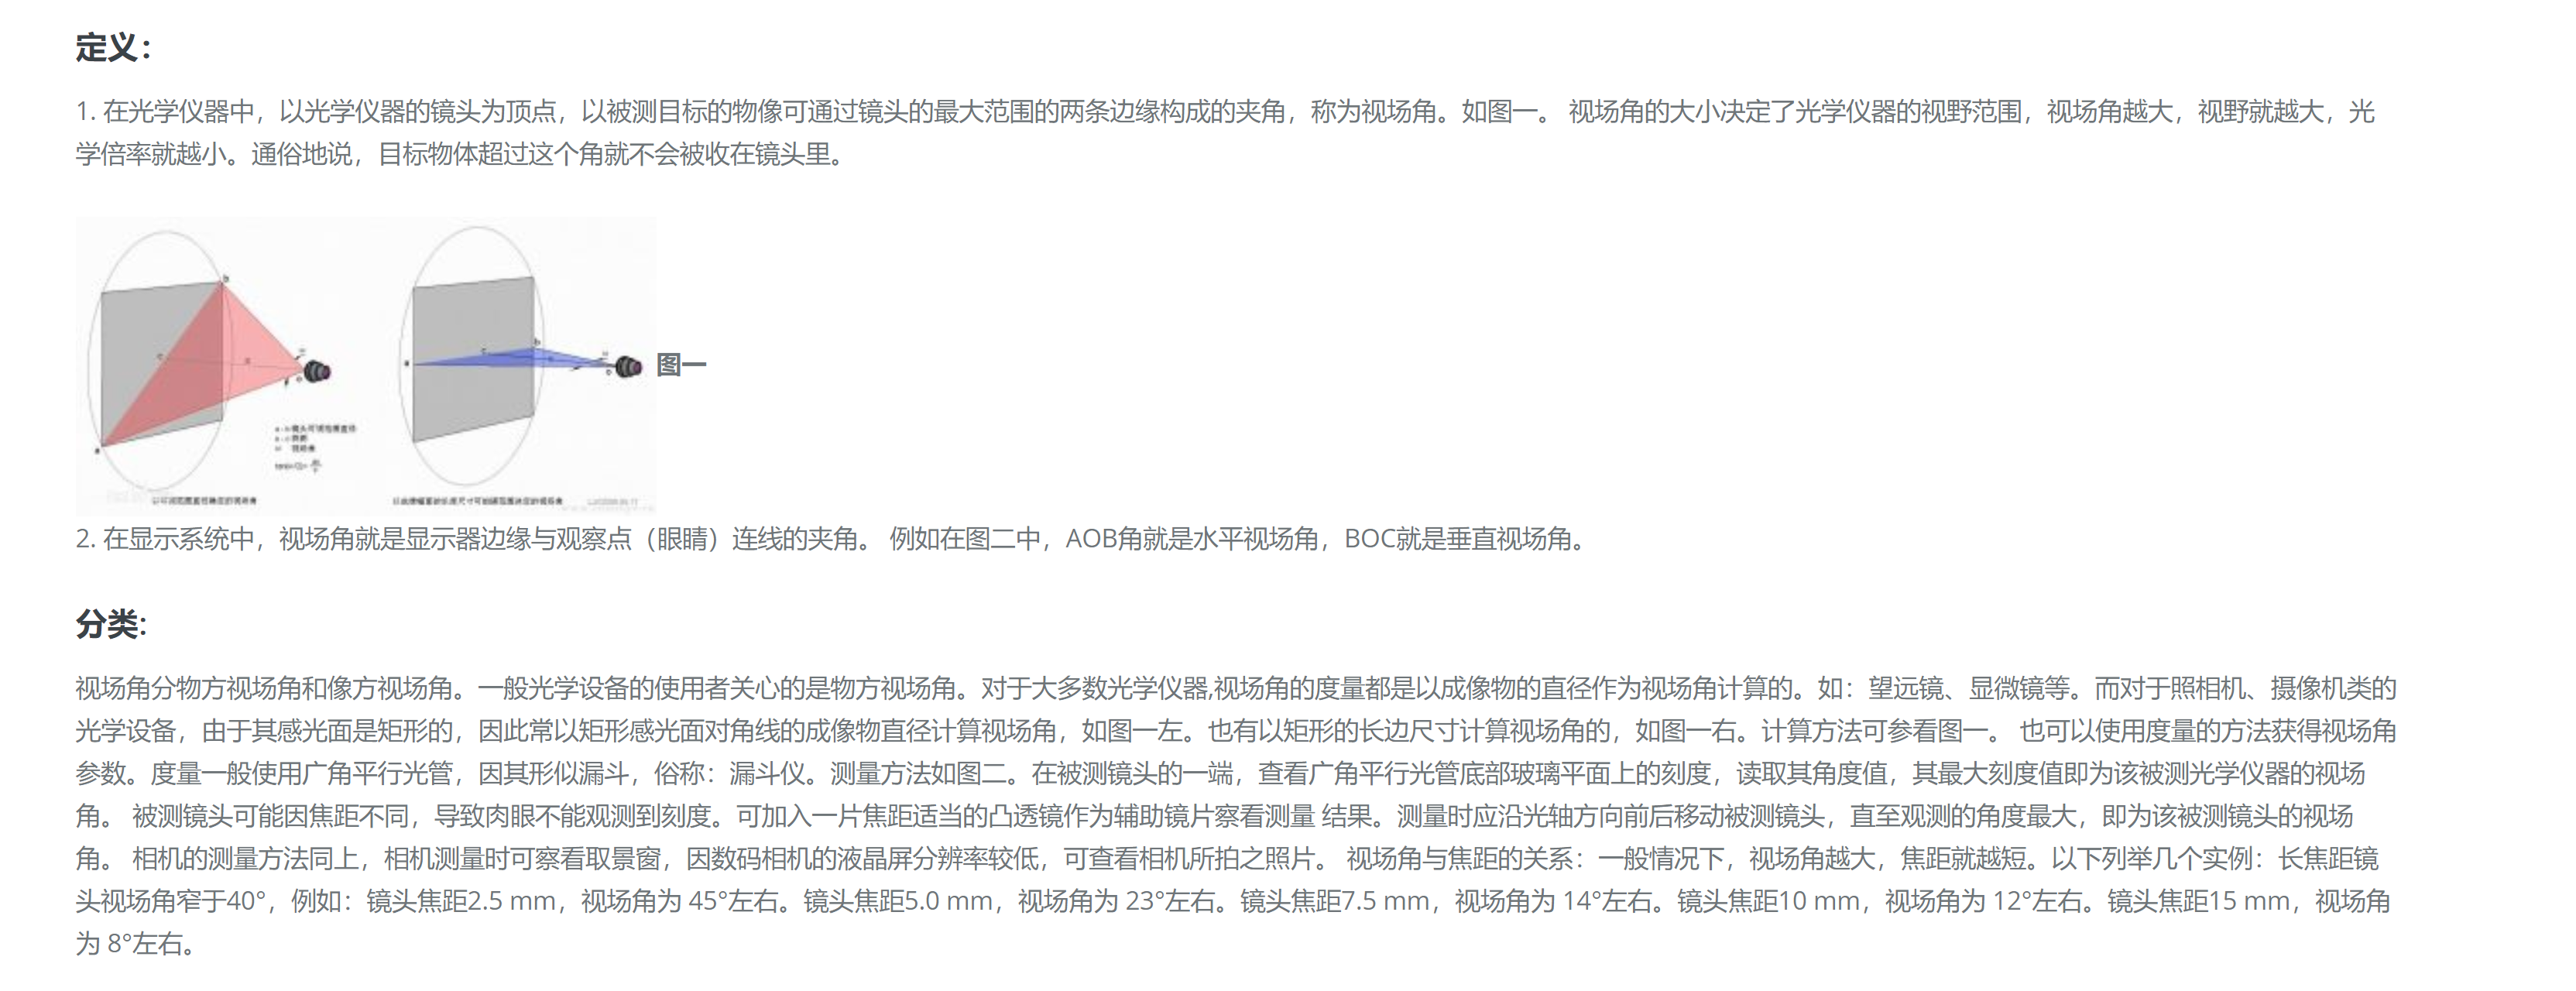 定义：
1. 在光学仪器中，以光学仪器的镜头为顶点，以被测目标的物像可通过镜头的最大范围的两条边缘构成的夹角，称为视场角。如图一。 视场角的大小决定了光学仪器的视野范围，视场角越大，视野就越大，光
学倍率就越小。通俗地说，目标物体超过这个角就不会被收在镜头里。
b
c
a
b
c
a
图一
2. 在显示系统中，视场角就是显示器边缘与观察点（眼睛）连线的夹角。 例如在图二中，AOB角就是水平视场角，BOC就是垂直视场角。
分类:
视场角分物方视场角和像方视场角。一般光学设备的使用者关心的是物方视场角。对于大多数光学仪器,视场角的度量都是以成像物的直径作为视场角计算的。如：望远镜、显微镜等。而对于照相机、摄像机类的
光学设备，由于其感光面是矩形的，因此常以矩形感光面对角线的成像物直径计算视场角，如图一左。也有以矩形的长边尺寸计算视场角的，如图一右。计算方法可参看图一。 也可以使用度量的方法获得视场角
参数。度量一般使用广角平行光管，因其形似漏斗，俗称：漏斗仪。测量方法如图二。在被测镜头的一端，查看广角平行光管底部玻璃平面上的刻度，读取其角度值，其最大刻度值即为该被测光学仪器的视场
角。 被测镜头可能因焦距不同，导致肉眼不能观测到刻度。可加入一片焦距适当的凸透镜作为辅助镜片察看测量 结果。测量时应沿光轴方向前后移动被测镜头，直至观测的角度最大，即为该被测镜头的视场
角。 相机的测量方法同上，相机测量时可察看取景窗，因数码相机的液晶屏分辨率较低，可查看相机所拍之照片。 视场角与焦距的关系：一般情况下，视场角越大，焦距就越短。以下列举几个实例：长焦距镜
头视场角窄于40°，例如：镜头焦距2.5 mm，视场角为 45°左右。镜头焦距5.0 mm，视场角为 23°左右。镜头焦距7.5 mm，视场角为 14°左右。镜头焦距10 mm，视场角为 12°左右。镜头焦距15 mm，视场角
为 8°左右。